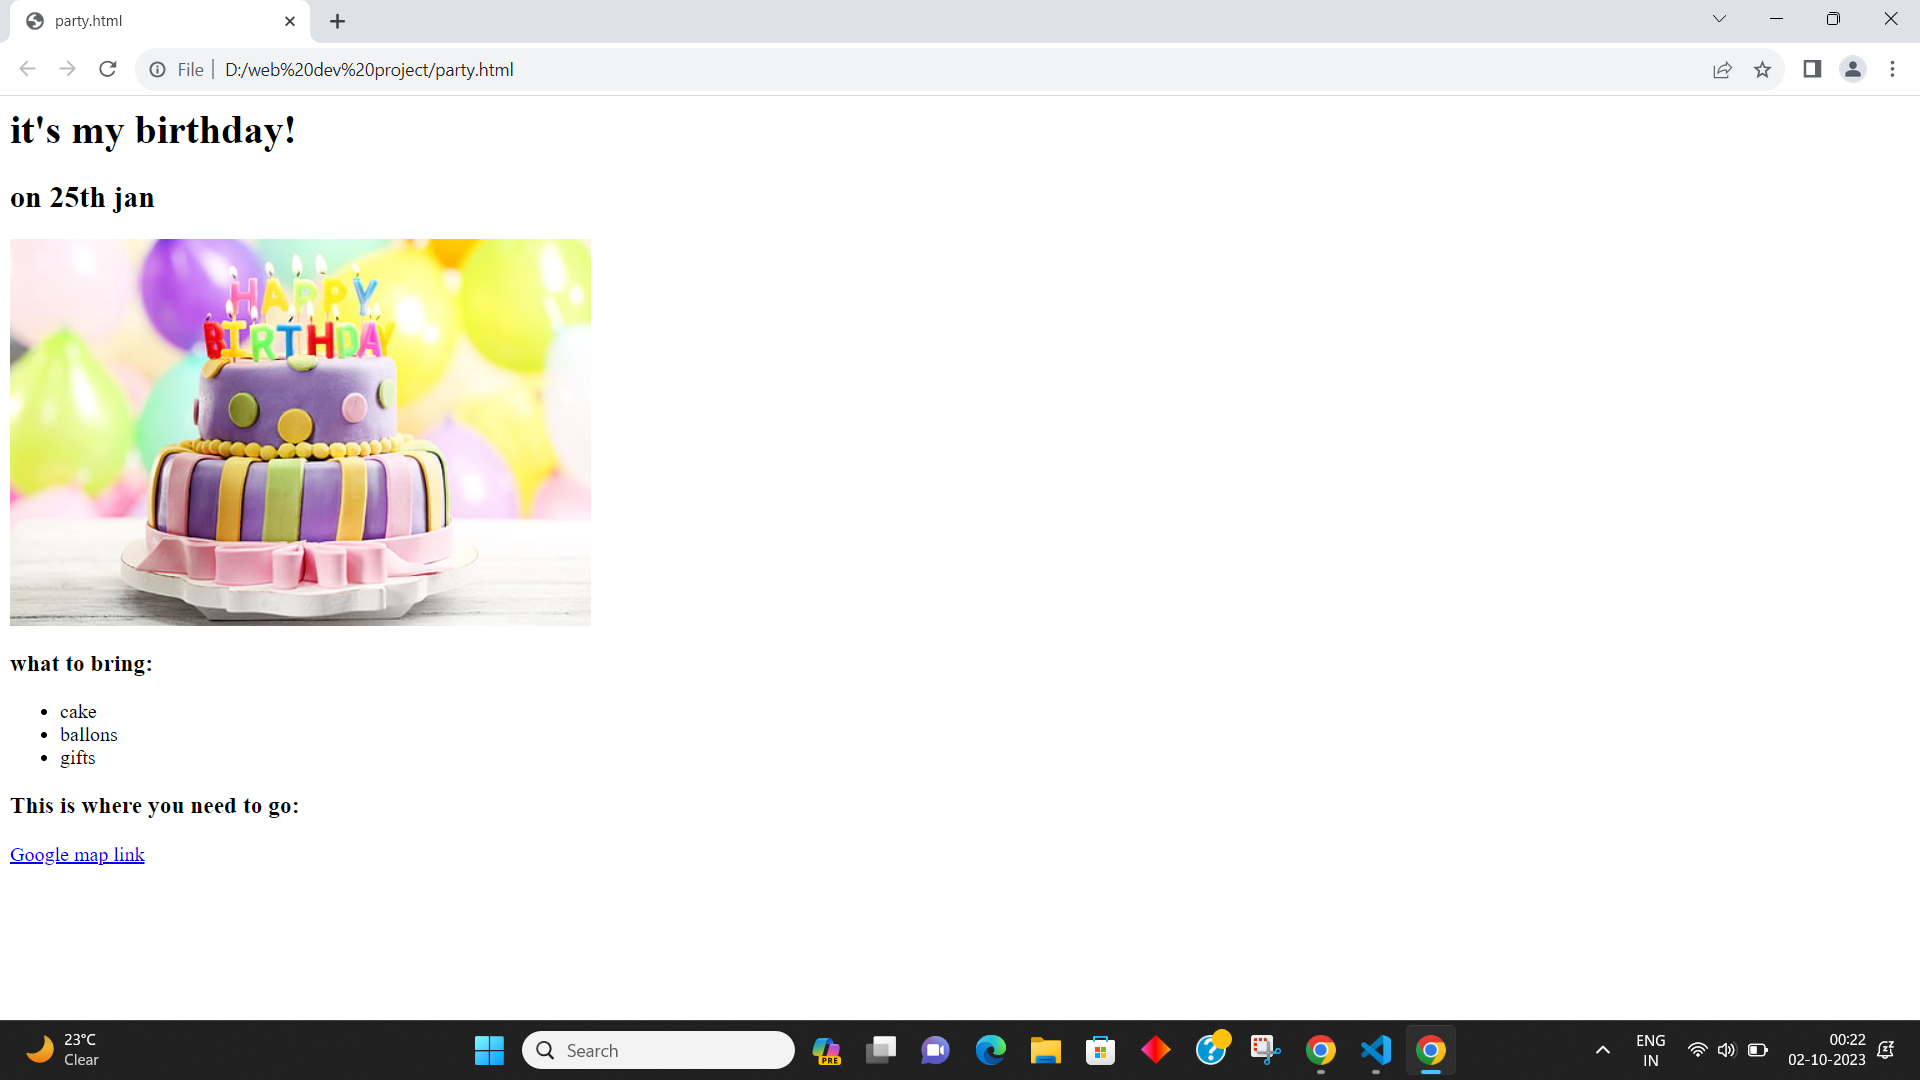 party.html
File
D:/web%20dev%20project/party.html
it's my birthday!
on 25th jan
HAPPY
BIRTHDAY
what to bring:
cake
ballons
gifts
This is where you need to go:
Google map link
23°C
Clear
Search
PRE
ENG
IN
00:22
02-10-2023